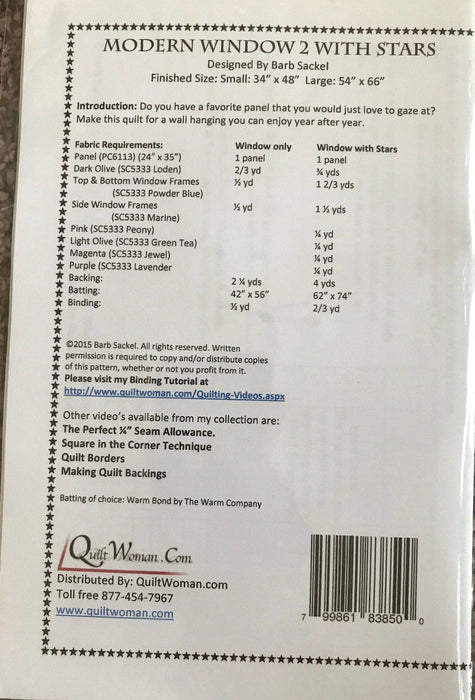 MODERN WINDOW 2 WITH STARS
Designed By Barb Sackel
Finished Size: Small: 34” x 48” Large: 54” x 66”
Introduction: Do you have a favorite panel that you would just love to gaze at?
Make this quilt for a wall hanging you can enjoy year after year.
Fabric Requirements: Window only Window with Stars
Panel (PC6113) (24” x 35”) 1 panel 1 panel
Dark Olive (SC5333 Loden) 2/3 yd ¾ yds
Top & Bottom Window Frames ½ yd 1 2/3 yds
(SC5333 Powder Blue)
Side Window Frames ½ yd 1 ½ yds
(SC5333 Marine)
Pink (SC5333 Peony) ¼ yd
Light Olive (SC5333 Green Tea) ¼ yd
Magenta (SC5333 Jewel) ¼ yd
Purple (SC5333 Lavender ¼ yd
Backing: 2 ¼ yds 4 yds
Batting: 42” x 56” 62” x 74”
Binding: ½ yd 2/3 yd
©2015 Barb Sackel. All rights reserved. Written
permission is required to copy and/or distribute copies
of this pattern, whether or not you profit from it.
Please visit my Binding Tutorial at
http://www.quiltwoman.com/Quilting-Videos.aspx
Other video’s available from my collection are:
The Perfect ¼” Seam Allowance.
Square in the Corner Technique
Quilt Borders
Making Quilt Backings
Batting of choice: Warm Bond by The Warm Company
Quilt Woman.Com
Distributed By: QuiltWoman.com
Toll free 877-454-7967
www.quiltwoman.com
7 99861 83850 0